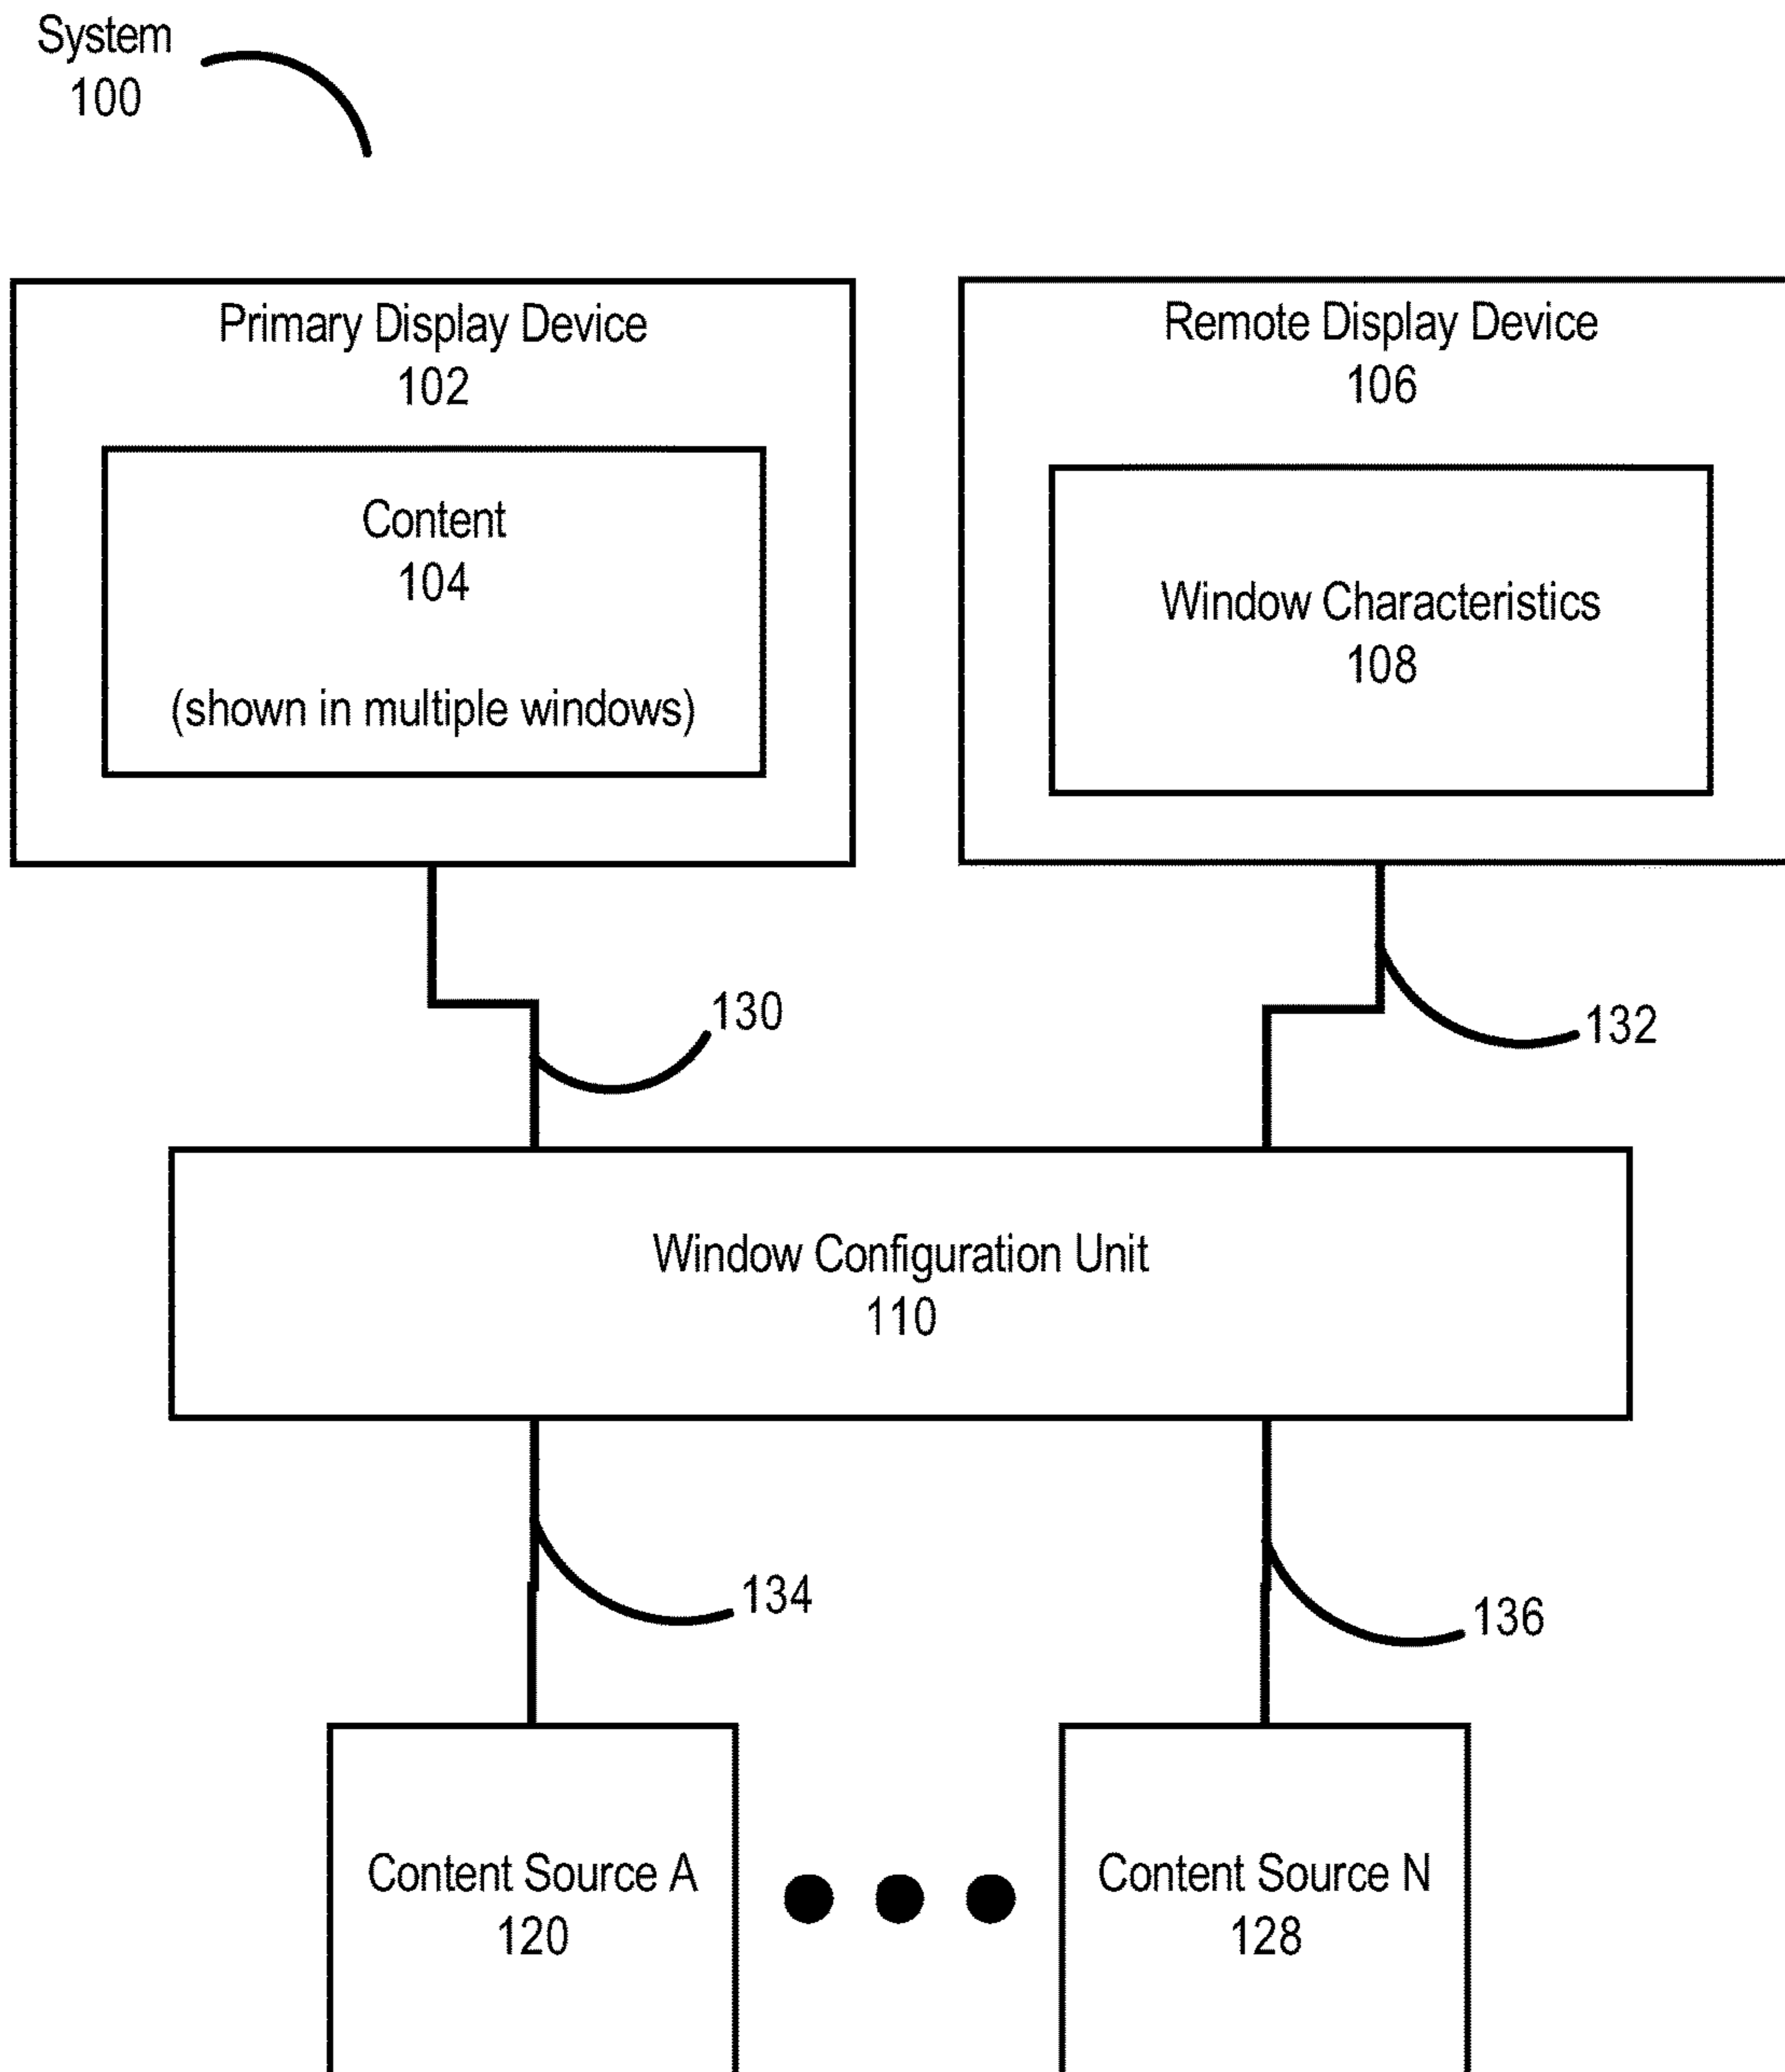 System
100
Primary Display Device
102
Content
104
(shown in multiple windows)
Remote Display Device
106
Window Characteristics
108
130
132
Window Configuration Unit
110
134
136
Content Source A
120
Content Source N
128